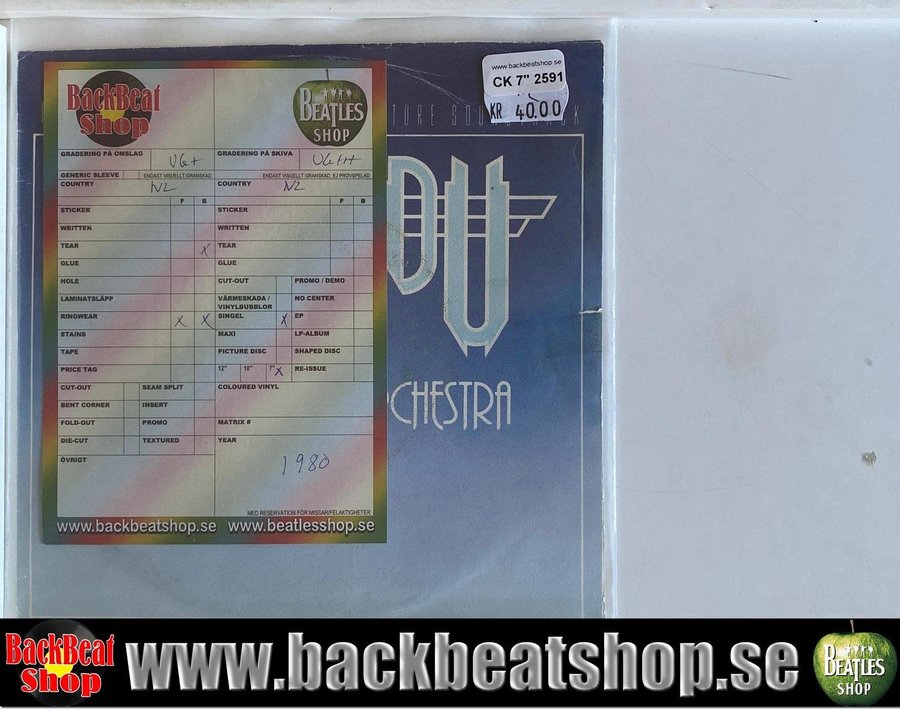 www.backbeatshop.se
CK 7" 2591
KR 40.00
TURE SOUNDTRACK
BackBeat
Shop
BEATLES
SHOP
GRADERING PÅ OMSLAG VG+ GRADERING PÅ SKIVA VG++
GENERIC SLEEVE ENDAST VISUELLT GRANSKAD ENDAST VISUELLT GRANSKAD, EJ PROVSPELAD
COUNTRY NL COUNTRY NL
F B F B
STICKER STICKER
WRITTEN WRITTEN
TEAR X TEAR
GLUE GLUE
HOLE CUT-OUT PROMO / DEMO
LAMINATSLÄPP VÄRMESKADA / NO CENTER
VINYLBUBBLOR
RINGWEAR X X SINGEL X EP
STAINS MAXI LP-ALBUM
TAPE PICTURE DISC SHAPED DISC
PRICE TAG 12" 10" 7" X RE-ISSUE
CUT-OUT SEAM SPLIT COLOURED VINYL
BENT CORNER INSERT
FOLD-OUT PROMO MATRIX #
DIE-CUT TEXTURED YEAR
ÖVRIGT
1980
MED RESERVATION FÖR MISSAR/FELAKTIGHETER
www.backbeatshop.se www.beatlesshop.se
DU
RCHESTRA
BackBeat
Shop
www.backbeatshop.se
BEATLES
SHOP